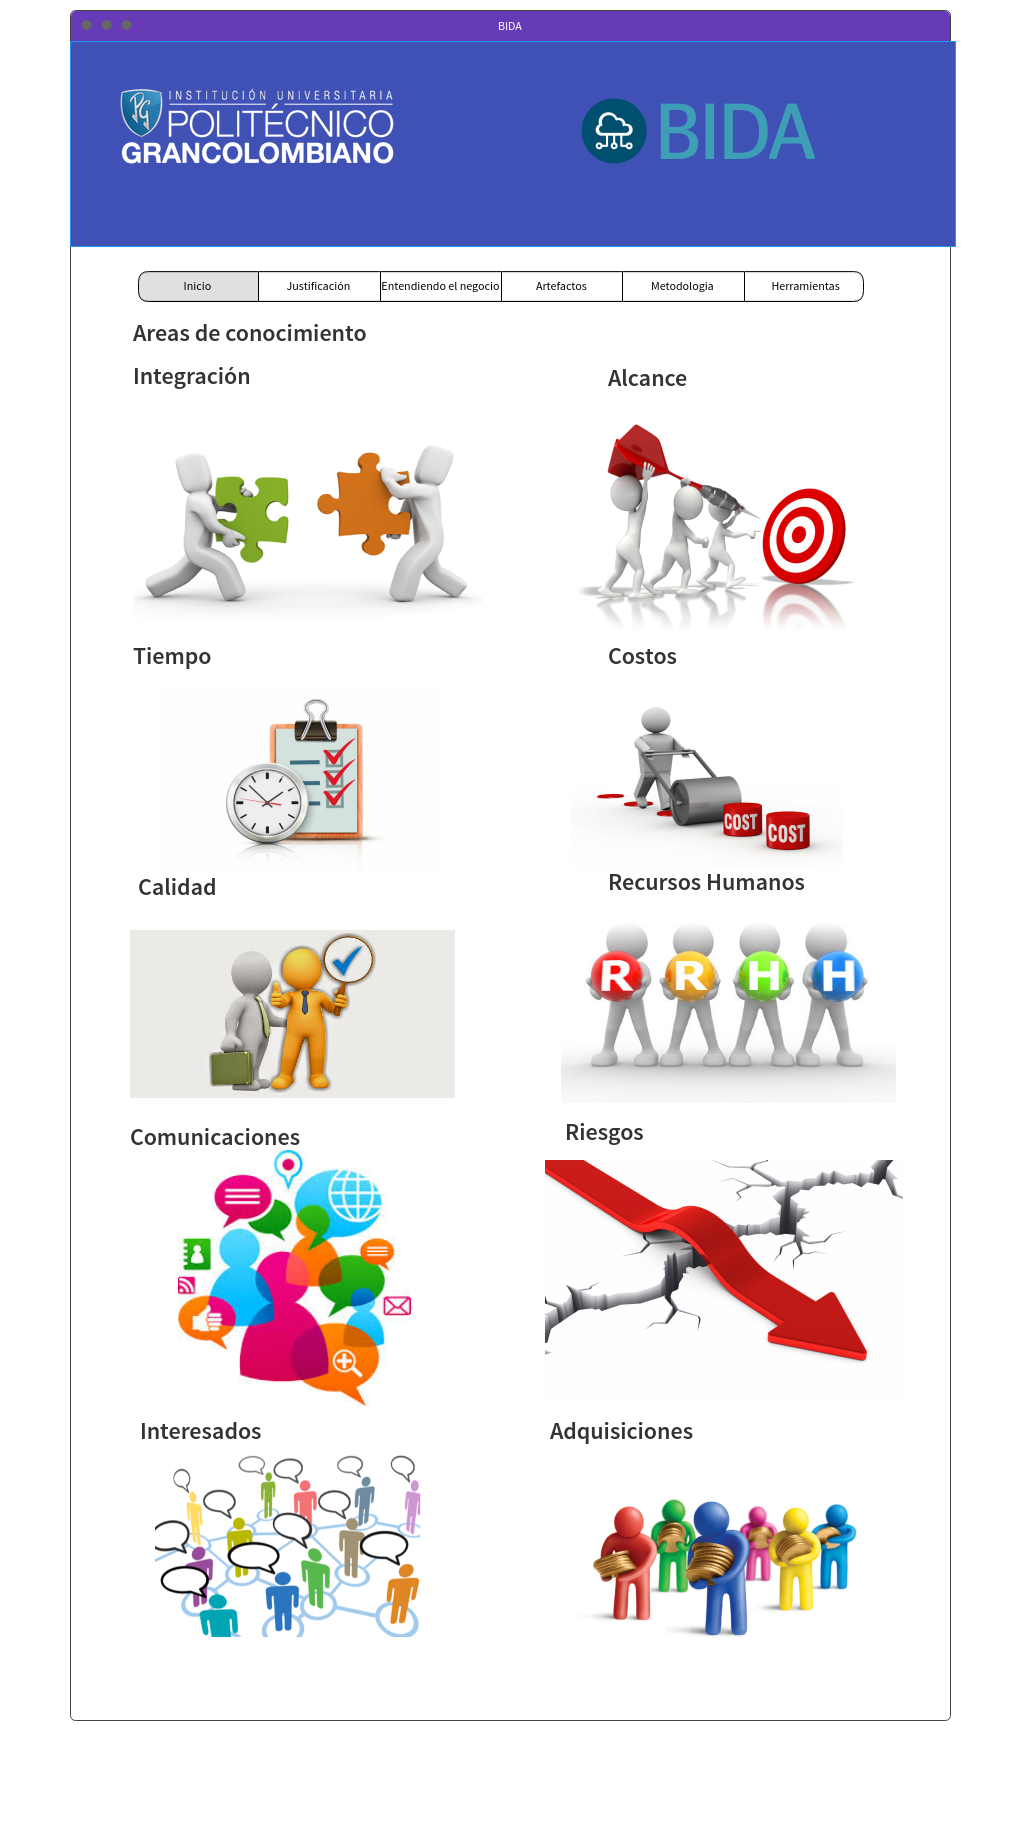 BIDA
INSTITUCIÓN UNIVERSITARIA
POLITÉCNICO
GRANCOLOMBIANO
PG
BIDA
Inicio
Justificación
Entendiendo el negocio
Artefactos
Metodologia
Herramientas
Areas de conocimiento
Integración
Alcance
Tiempo
Costos
COST
COST
Calidad
Recursos Humanos
R R H H
Comunicaciones
Riesgos
Interesados
Adquisiciones